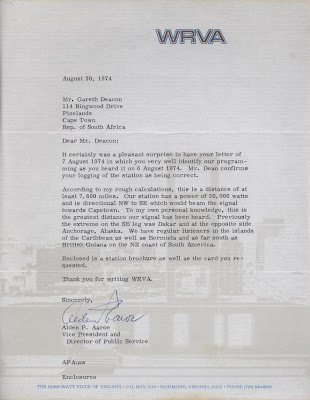 WRVA
August 20, 1974
Mr. Gareth Deacon
114 Ringwood Drive
Pinelands
Cape Town
Rep. of South Africa
Dear Mr. Deacon:
It certainly was a pleasant surprise to have your letter of
7 August 1974 in which you very well identify our program-
ming as you heard it on 6 August 1974. Mr. Dean confirms
your logging of the station as being correct.
According to my rough calculations, this is a distance of at
least 7,600 miles. Our station has a power of 50,000 watts
and is directional NW to SE which would beam the signal
towards Capetown. To my own personal knowledge, this is
the greatest distance our signal has been heard. Previously
the extreme on the SE leg was Dakar and at the opposite side
Anchorage, Alaska. We have regular listeners in the islands
of the Caribbean as well as Bermuda and as far south as
British Guiana on the NE coast of South America.
Enclosed is a station brochure as well as the card you re-
quested.
Thank you for writing WRVA.
Sincerely,
Alden P. Aaroe
Alden P. Aaroe
Vice President and
Director of Public Service
APA:aw
Enclosures
THE 50,000 WATT VOICE OF VIRGINIA • P.O. BOX 1516 • RICHMOND, VIRGINIA 23212 • PHONE